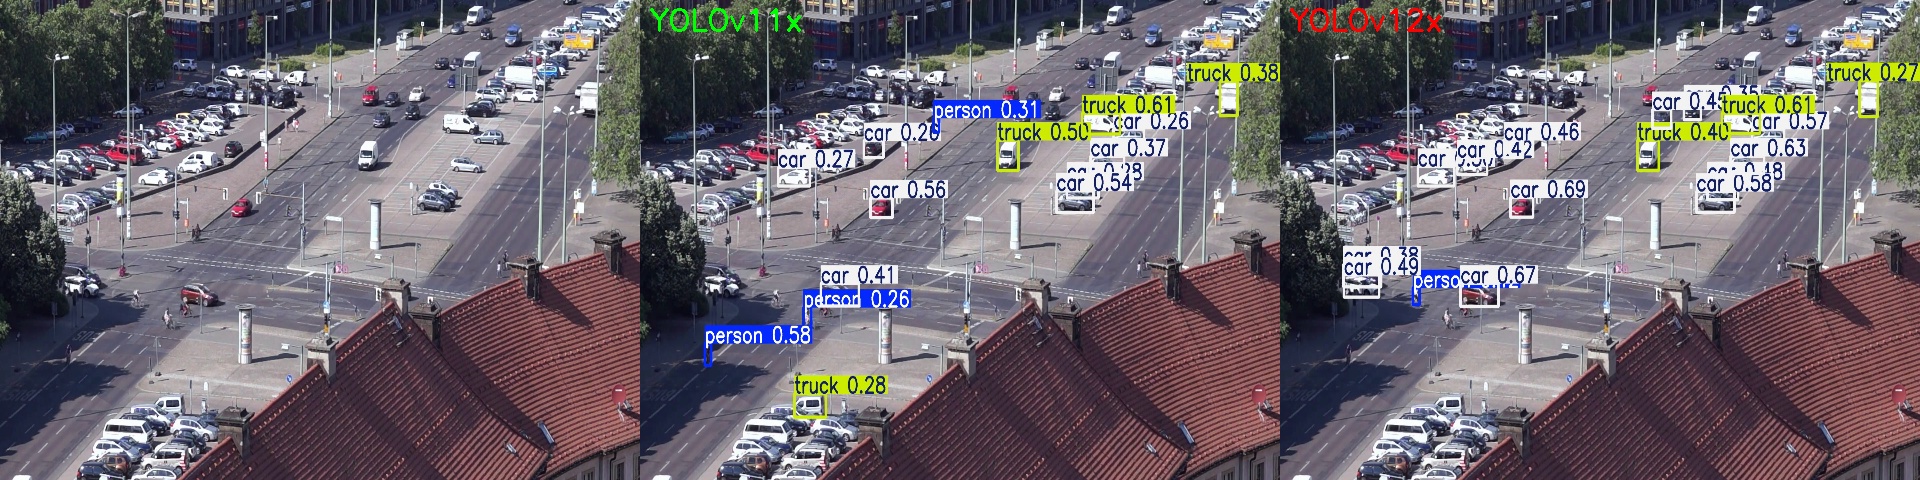 YOLOv11x
truck 0.38
person 0.31
truck 0.61
car 0.26
car 0.26
truck 0.50
car 0.37
car 0.27
car 0.54
car 0.56
car 0.41
person 0.26
person 0.58
truck 0.28
YOLOv12x
truck 0.27
truck 0.61
car 0.57
car 0.46
truck 0.40
car 0.42
car 0.63
car 0.58
car 0.69
car 0.49
car 0.67